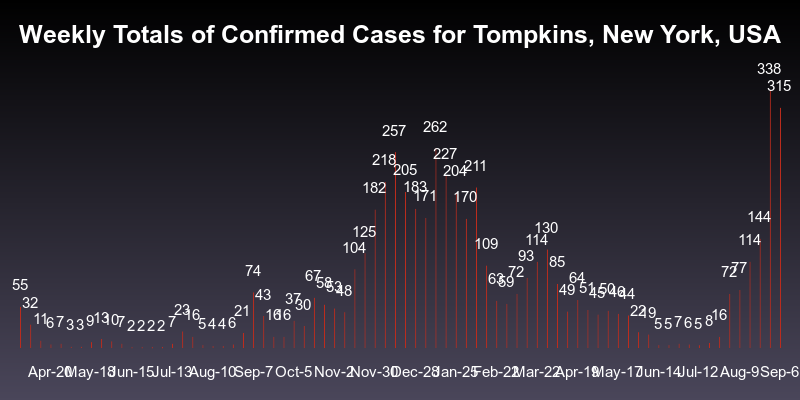 Weekly Totals of Confirmed Cases for Tompkins, New York, USA
55 32 11 6 7 3 3 9 13 10 7 2 2 2 2 7 23 16 5 4 4 6 21 74 43 16 16 37 30 67 58 53 48 104 125 182 218 257 205 183 171 262 227 204 170 211 109 63 59 72 93 114 130 85 49 64 51 45 50 46 44 22 19 5 5 7 6 5 8 16 72 77 114 144 338 315
Apr-20 May-18 Jun-15 Jul-13 Aug-10 Sep-7 Oct-5 Nov-2 Nov-30 Dec-28 Jan-25 Feb-22 Mar-22 Apr-19 May-17 Jun-14 Jul-12 Aug-9 Sep-6